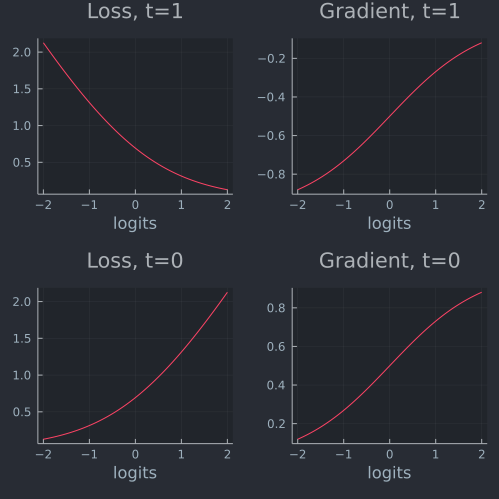 Loss, t=1
2.0
1.5
1.0
0.5
−2 −1 0 1 2
logits
Gradient, t=1
−0.2
−0.4
−0.6
−0.8
−2 −1 0 1 2
logits
Loss, t=0
2.0
1.5
1.0
0.5
−2 −1 0 1 2
logits
Gradient, t=0
0.8
0.6
0.4
0.2
−2 −1 0 1 2
logits